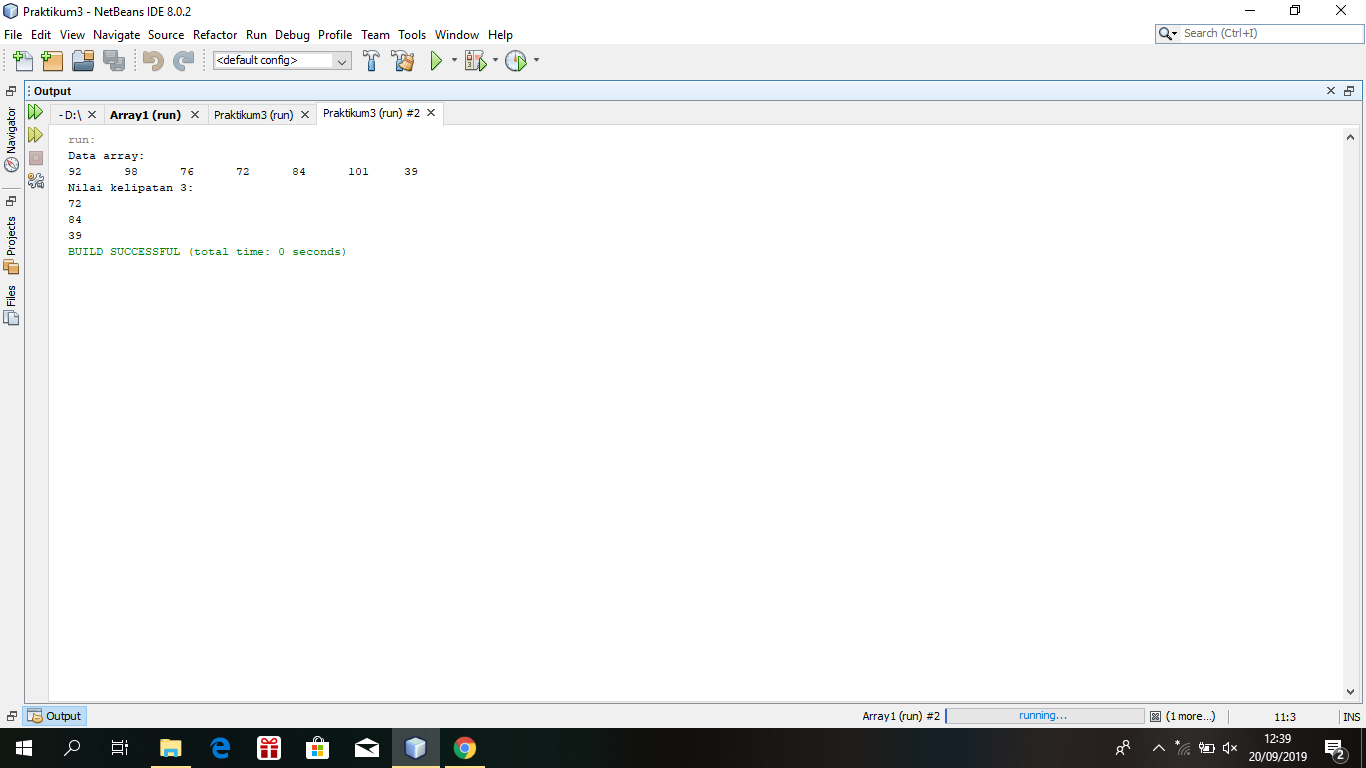 Praktikum3 - NetBeans IDE 8.0.2
File Edit View Navigate Source Refactor Run Debug Profile Team Tools Window Help
Search (Ctrl+I)
<default config>
Output
Navigator
Projects
Files
- D:\ Array1 (run) Praktikum3 (run) Praktikum3 (run) #2
run:
Data array:
92 98 76 72 84 101 39
Nilai kelipatan 3:
72
84
39
BUILD SUCCESSFUL (total time: 0 seconds)
Output
Array1 (run) #2 running... (1 more...) 11:3 INS
12:39
20/09/2019
2